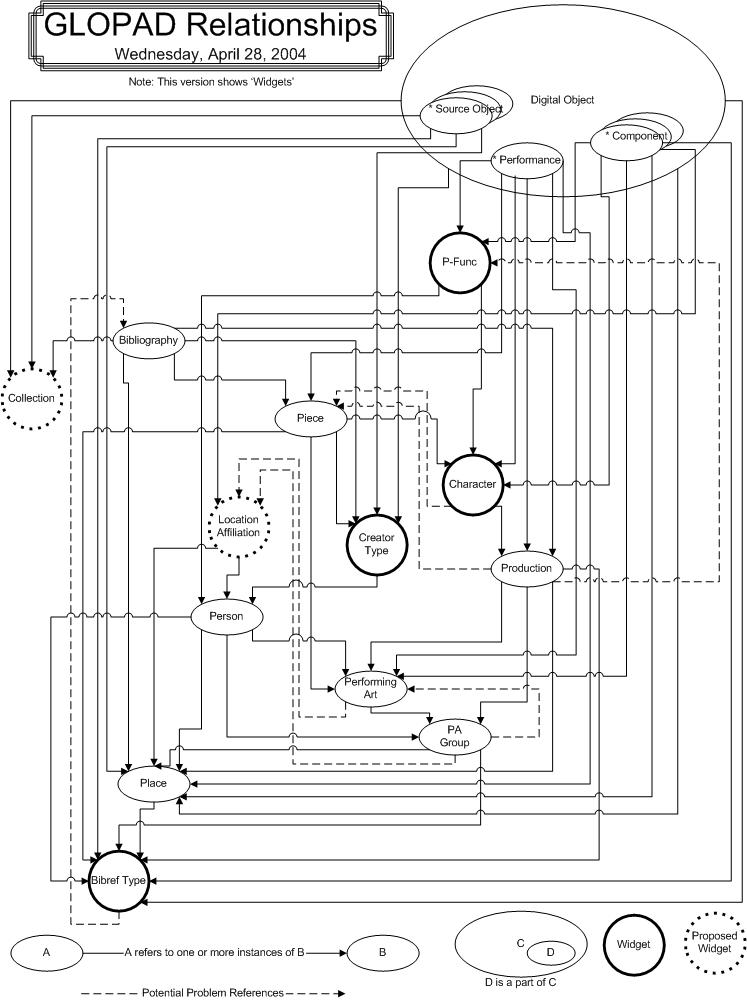 GLOPAD Relationships
Wednesday, April 28, 2004
Note: This version shows 'Widgets'
Digital Object
* Source Object
* Component
* Performance
P-Func
Bibliography
Collection
Piece
Character
Location
Affiliation
Creator
Type
Production
Person
Performing
Art
PA
Group
Place
Bibref Type
A
A refers to one or more instances of B
B
C
D
D is a part of C
Widget
Proposed
Widget
Potential Problem References